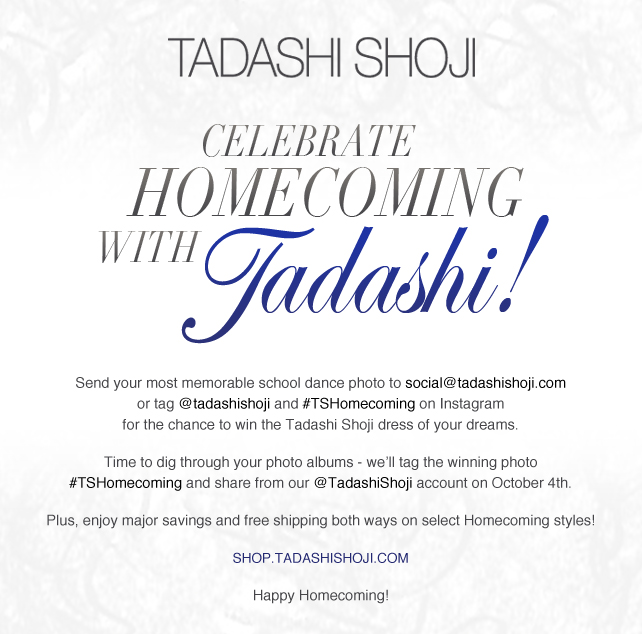 TADASHI SHOJI
CELEBRATE
HOMECOMING
WITH Tadashi!
Send your most memorable school dance photo to social@tadashishoji.com
or tag @tadashishoji and #TSHomecoming on Instagram
for the chance to win the Tadashi Shoji dress of your dreams.
Time to dig through your photo albums - we'll tag the winning photo
#TSHomecoming and share from our @TadashiShoji account on October 4th.
Plus, enjoy major savings and free shipping both ways on select Homecoming styles!
SHOP.TADASHISHOJI.COM
Happy Homecoming!